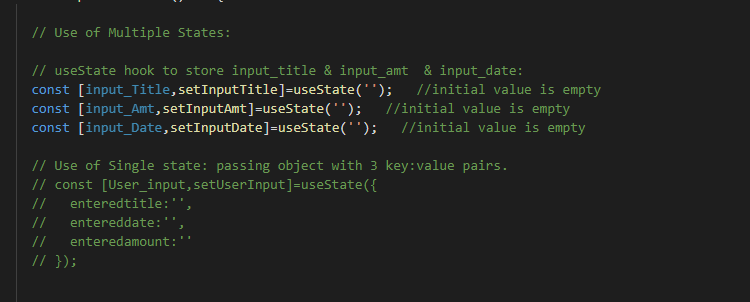 // Use of Multiple States:
// useState hook to store input_title & input_amt  & input_date:
const [input_Title,setInputTitle]=useState('');   //initial value is empty
const [input_Amt,setInputAmt]=useState('');   //initial value is empty
const [input_Date,setInputDate]=useState('');   //initial value is empty
// Use of Single state: passing object with 3 key:value pairs.
// const [User_input,setUserInput]=useState({
//   enteredtitle:'',
//   entereddate:'',
//   enteredamount:''
// });